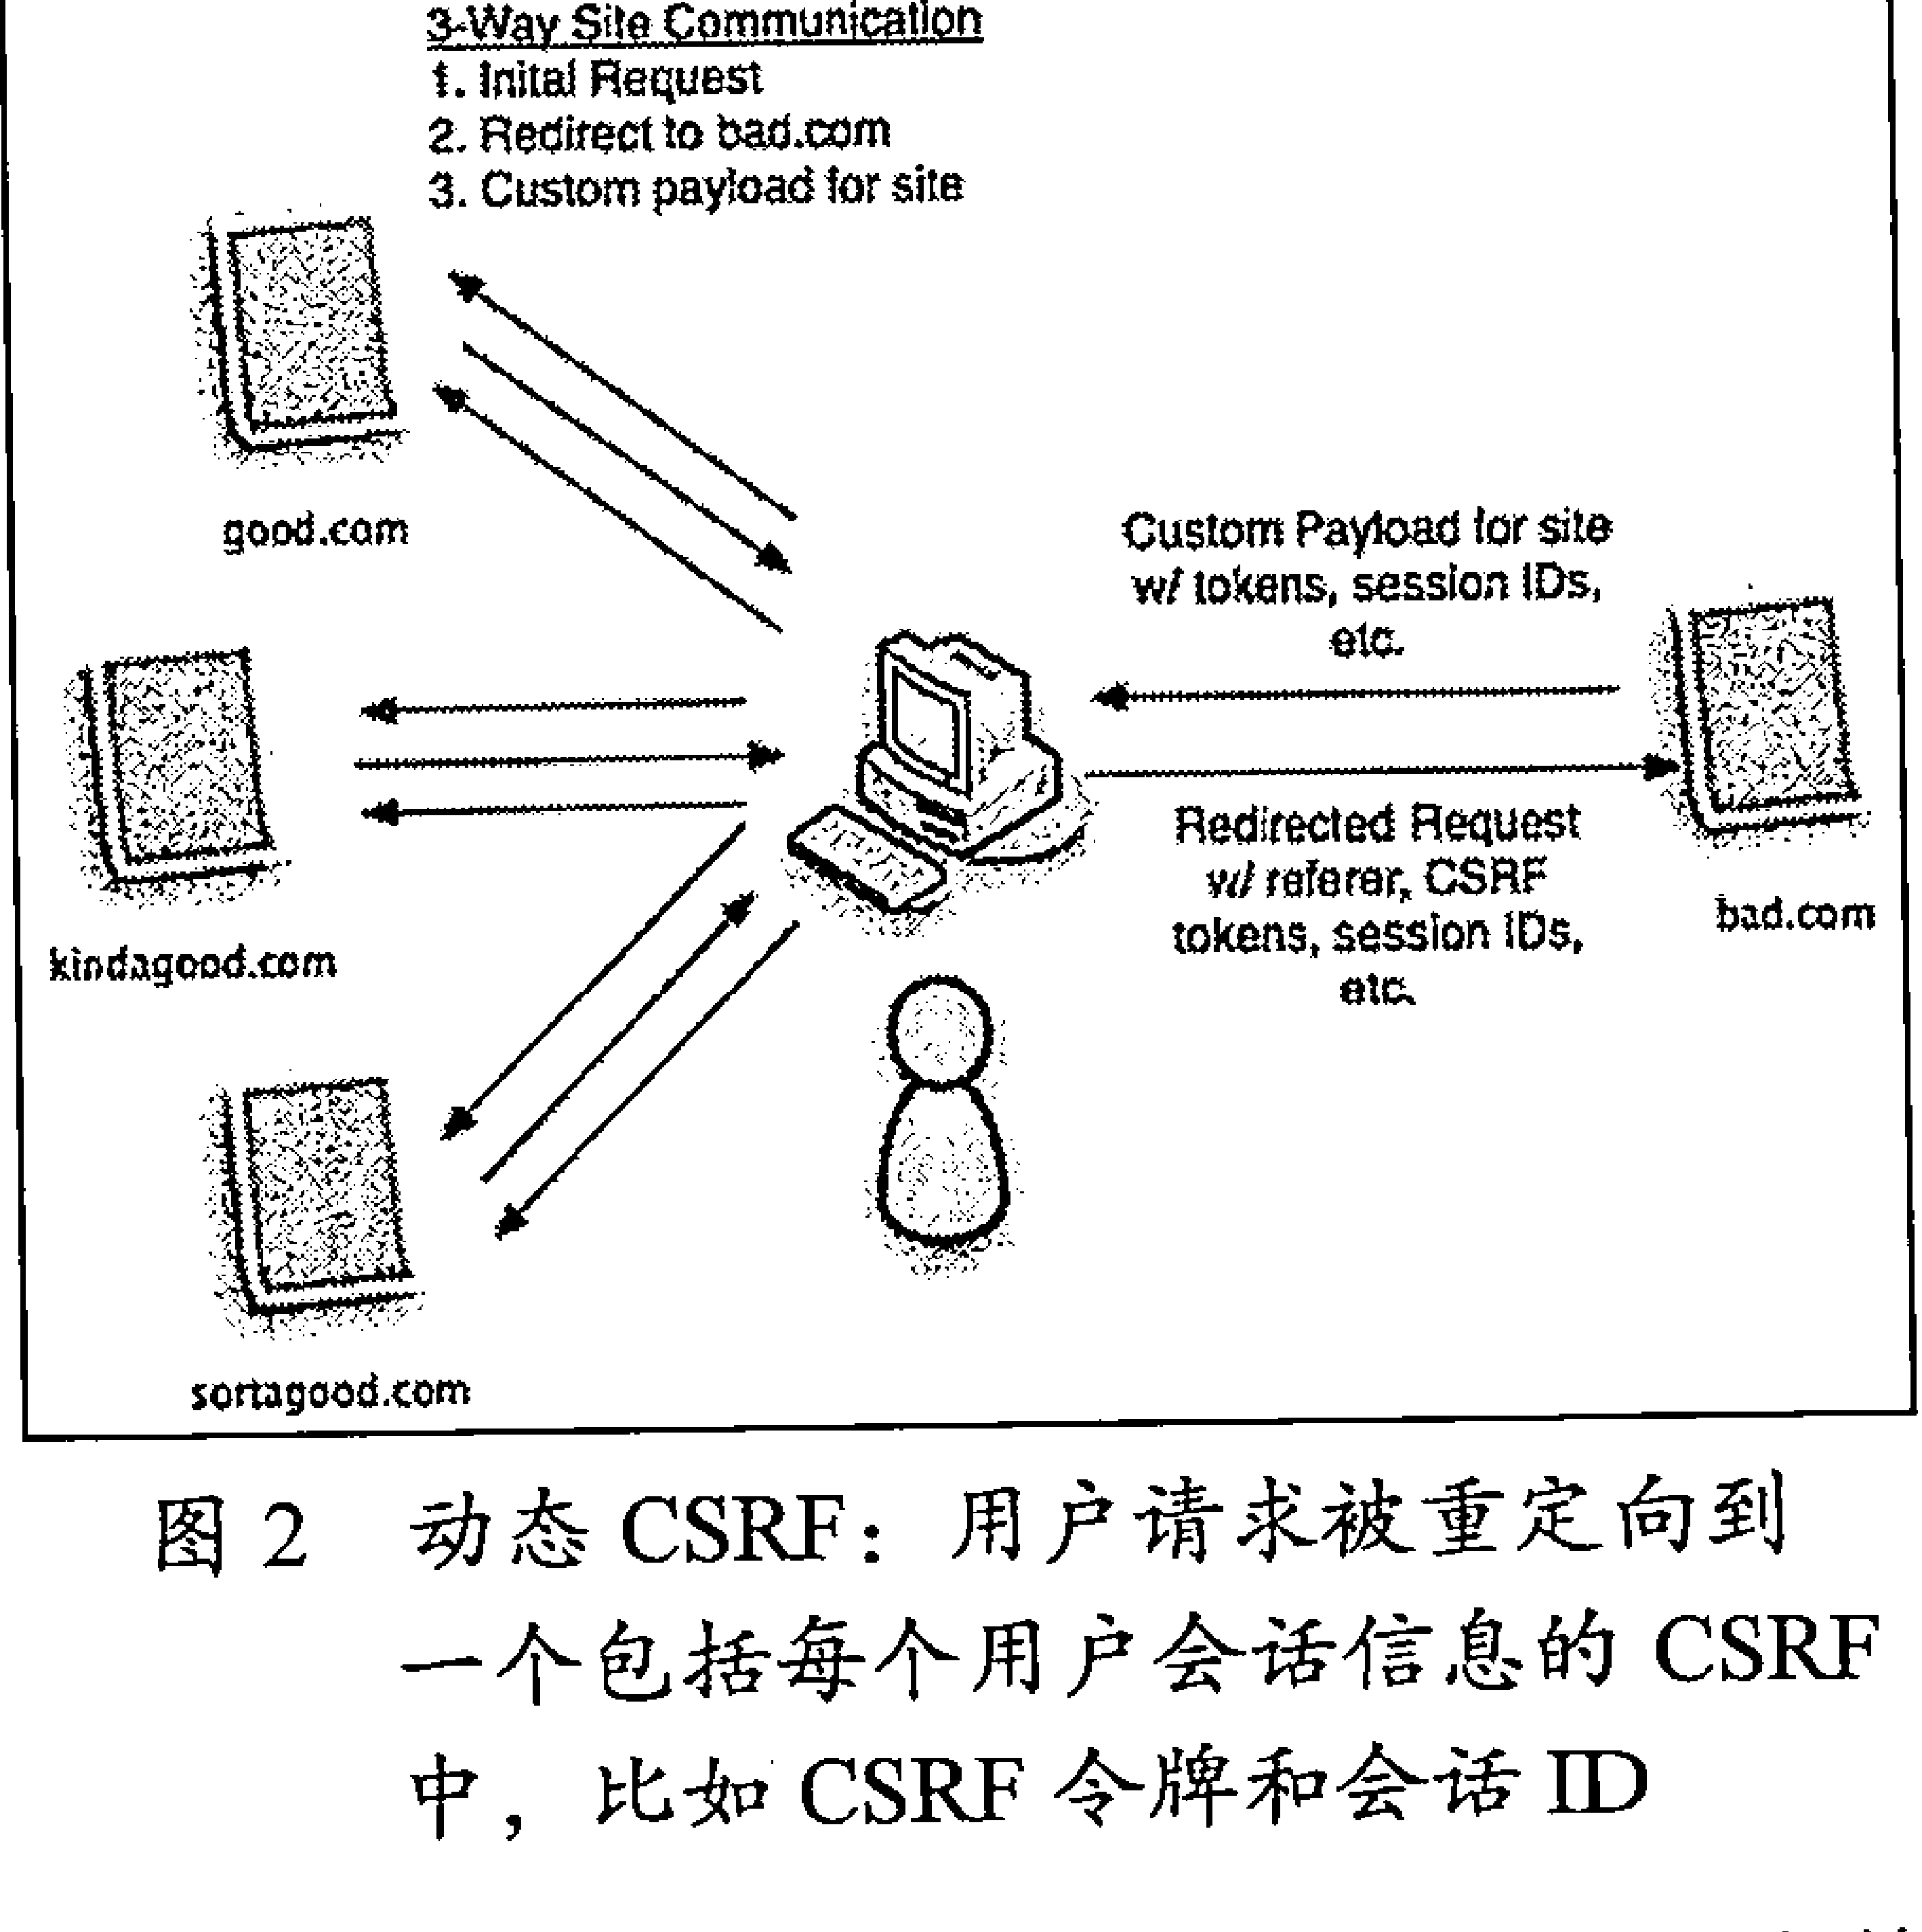 3-Way Site Communication
1. Inital Request
2. Redirect to bad.com
3. Custom payload for site
good.com
Custom Payload for site
w/ tokens, session IDs,
etc.
Redirected Request
w/ referer, CSRF
tokens, session IDs,
etc.
bad.com
kindagood.com
sortagood.com
图 2 动态 CSRF：用户请求被重定向到
一个包括每个用户会话信息的 CSRF
中，比如 CSRF 令牌和会话 ID